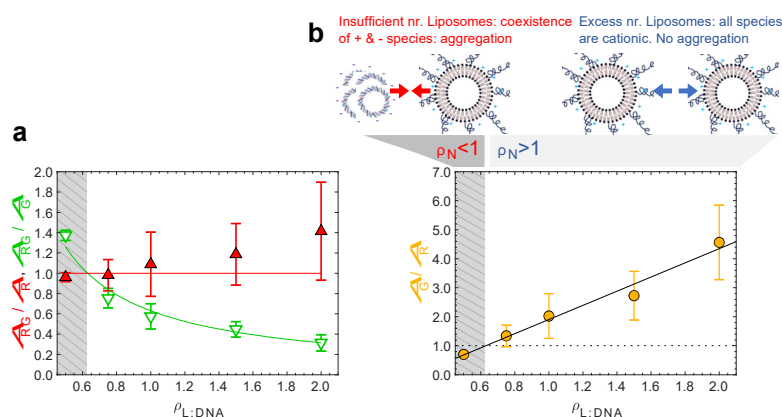 b
Insufficient nr. Liposomes: coexistence
of + & - species: aggregation
Excess nr. Liposomes: all species
are cationic. No aggregation
a
ρN<1
ρN>1
2.0
1.8
1.6
1.4
1.2
1.0
0.8
0.6
0.4
0.2
0.0
0.6 0.8 1.0 1.2 1.4 1.6 1.8 2.0
ρL:DNA
7.0
6.0
5.0
4.0
3.0
2.0
1.0
0.0
0.6 0.8 1.0 1.2 1.4 1.6 1.8 2.0
ρL:DNA